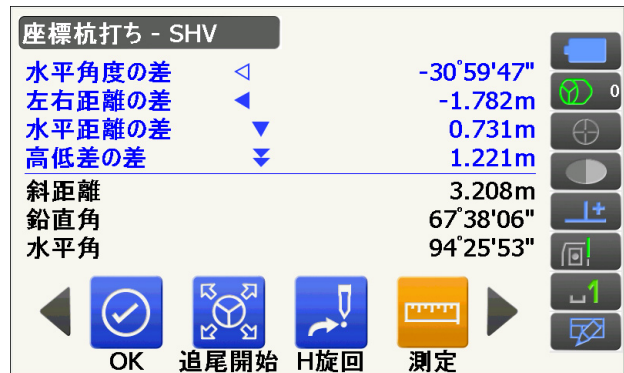 座標杭打ち - SHV
水平角度の差 -30°59'47"
左右距離の差 -1.782m
水平距離の差 0.731m
高低差の差 1.221m
斜距離 3.208m
鉛直角 67°38'06"
水平角 94°25'53"
OK 追尾開始 H旋回 測定
0
1